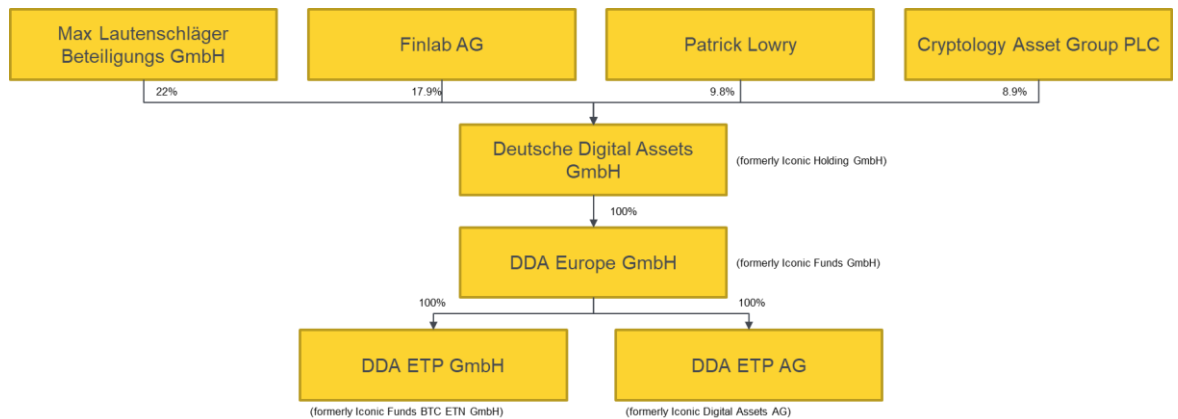 Max Lautenschläger
Beteiligungs GmbH
Finlab AG
Patrick Lowry
Cryptology Asset Group PLC
22%
17.9%
9.8%
8.9%
Deutsche Digital Assets
GmbH
(formerly Iconic Holding GmbH)
100%
DDA Europe GmbH
(formerly Iconic Funds GmbH)
100%
100%
DDA ETP GmbH
DDA ETP AG
(formerly Iconic Funds BTC ETN GmbH)
(formerly Iconic Digital Assets AG)